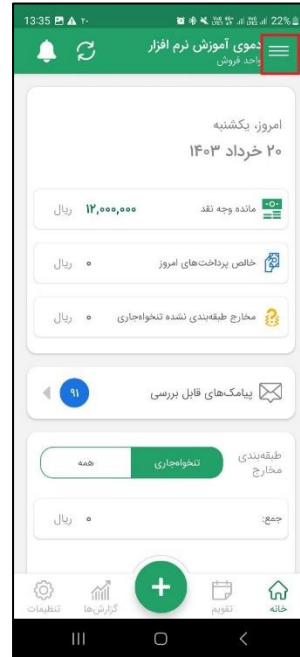 13:35 ۲۰ 22%
دموی آموزش نرم افزار
واحد فروش
امروز، یکشنبه
۲۰ خرداد ۱۴۰۳
مانده وجه نقد ۱۲,۰۰۰,۰۰۰ ریال
خالص پرداخت‌های امروز ۰ ریال
مخارج طبقه‌بندی نشده تنخواه‌جاری ۰ ریال
پیامک‌های قابل بررسی ۹۱
طبقه‌بندی مخارج
تنخواه‌جاری همه
جمع: ۰ ریال
خانه تقویم گزارش‌ها تنظیمات